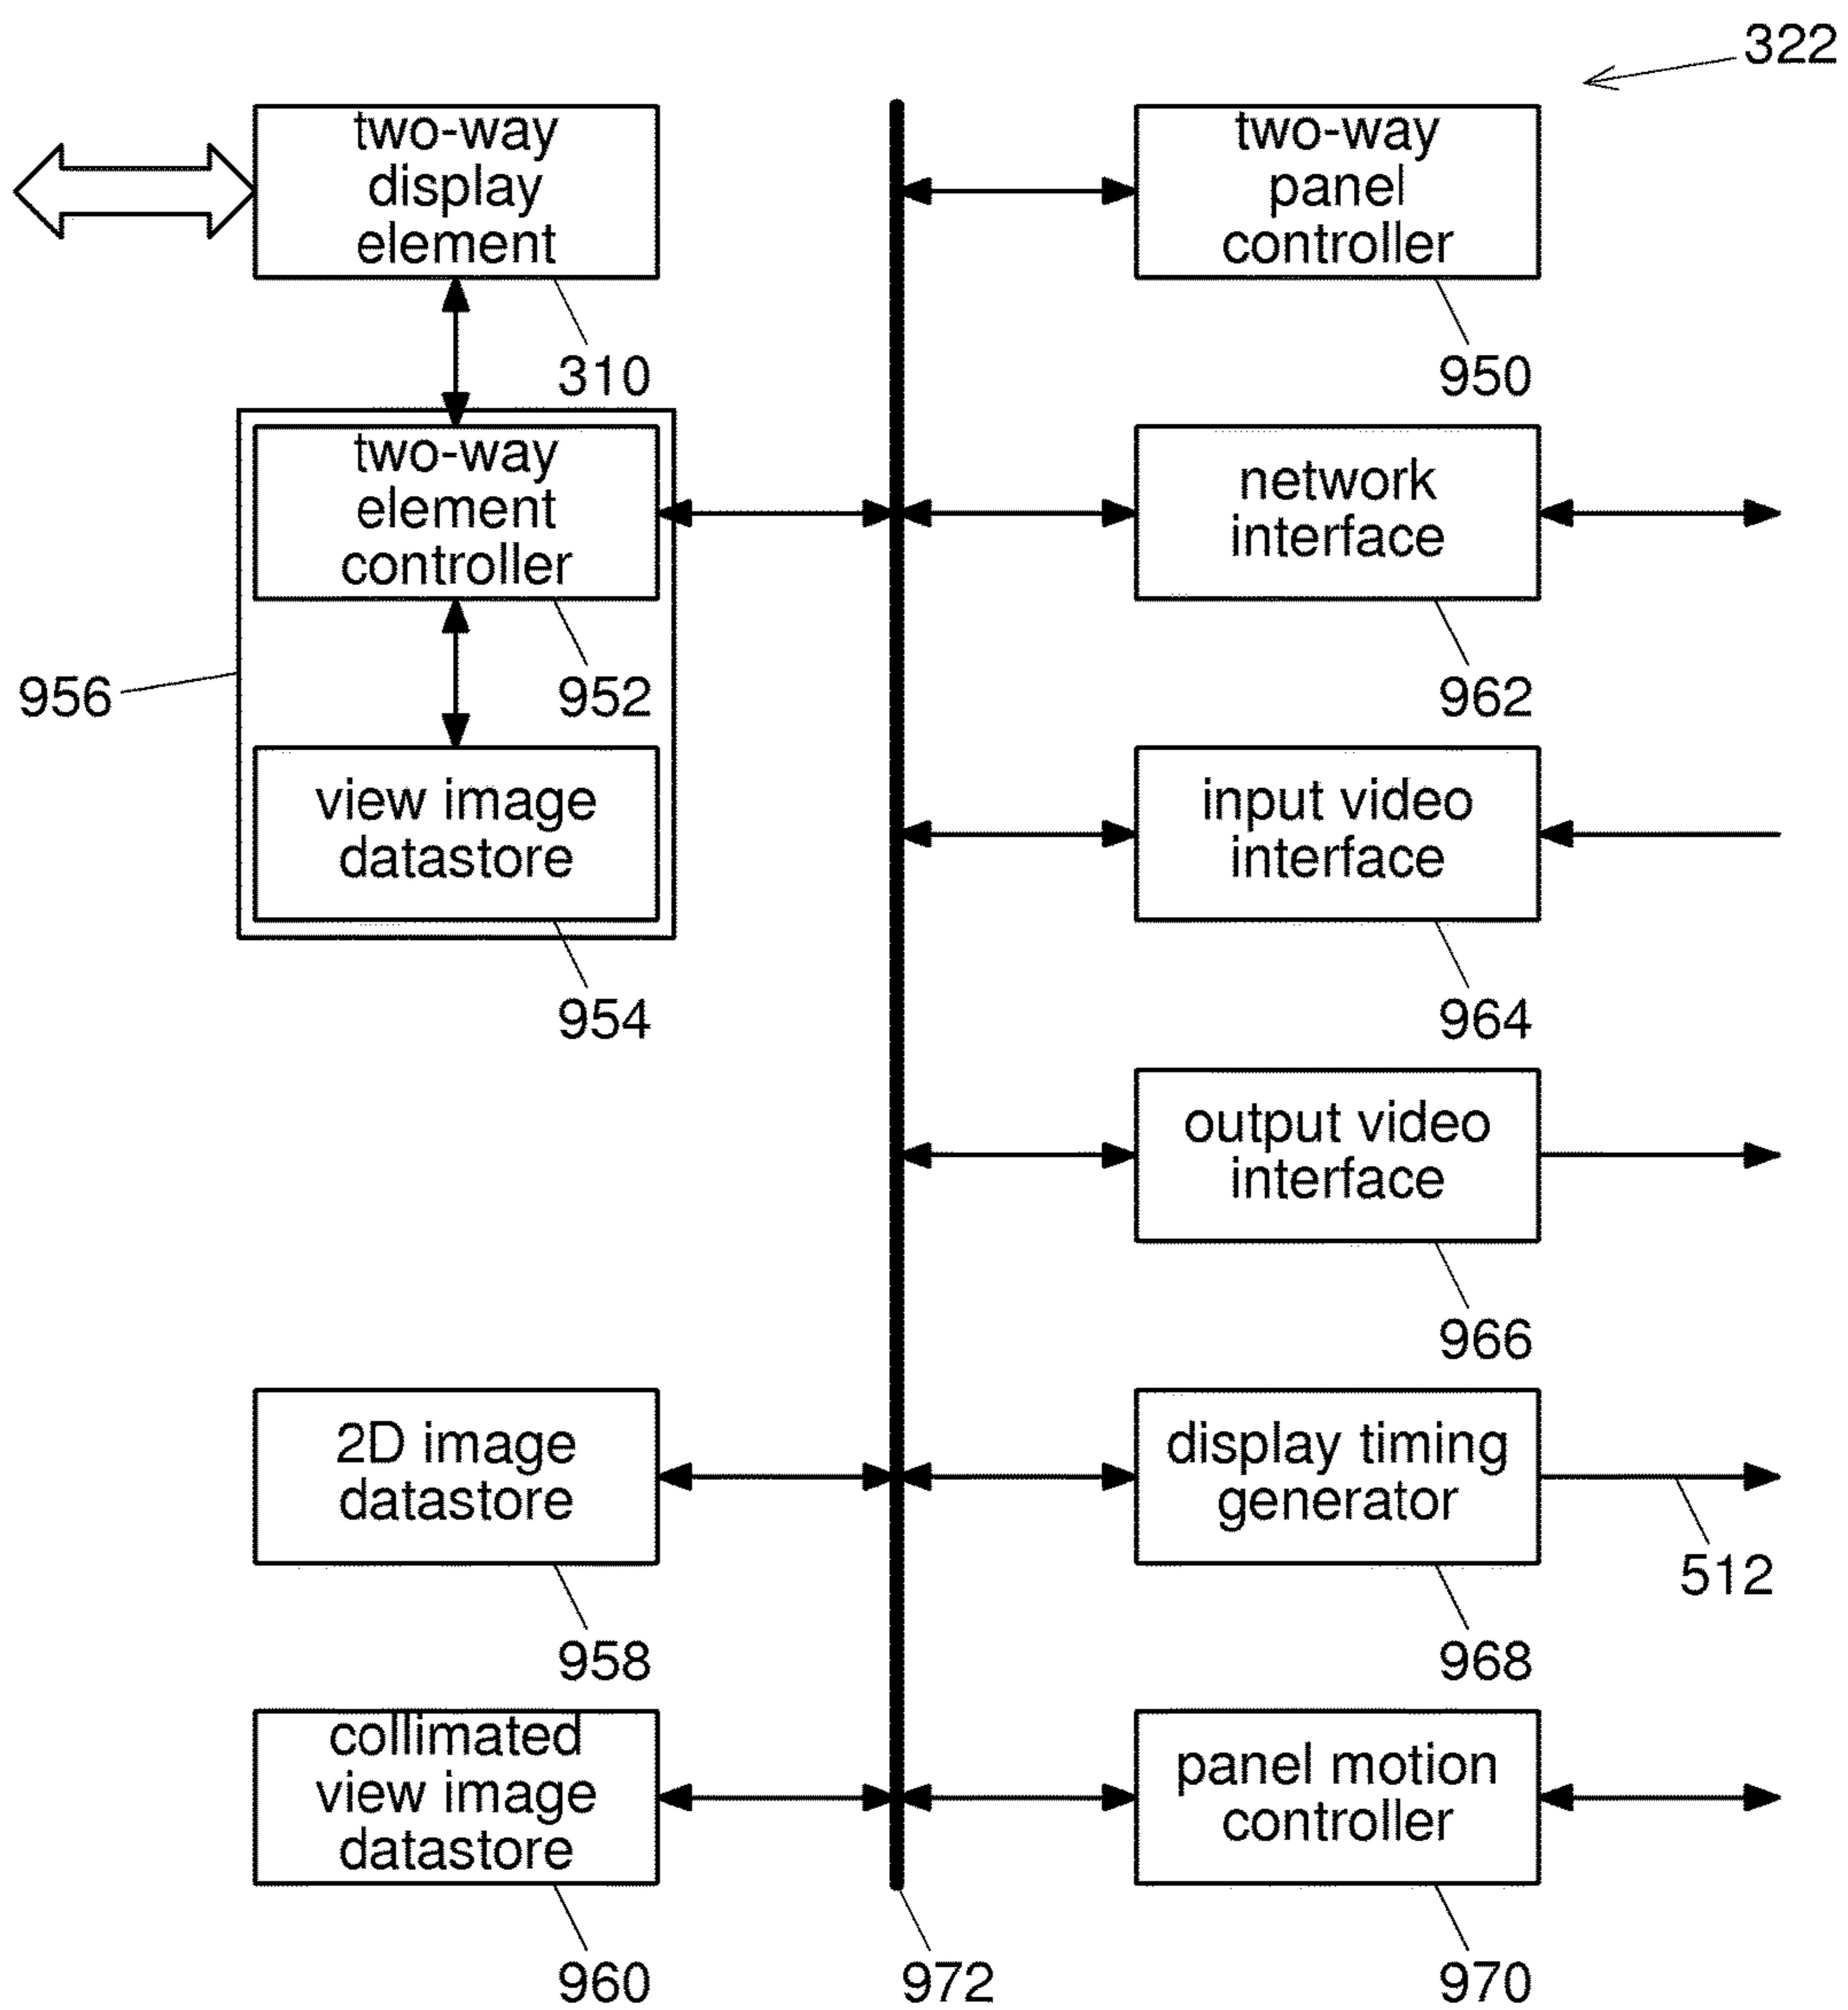 322
two-way
display
element
310
two-way
panel
controller
950
two-way
element
controller
952
956
network
interface
962
view image
datastore
954
input video
interface
964
output video
interface
966
2D image
datastore
958
display timing
generator
968
512
collimated
view image
datastore
960
972
panel motion
controller
970